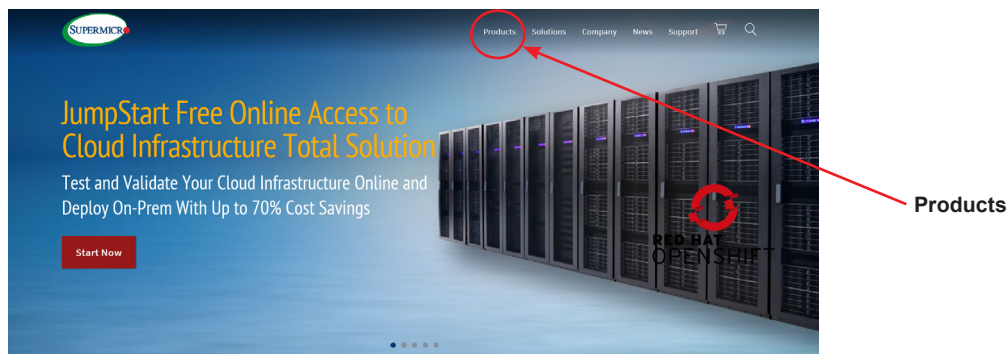 SUPERMICR
Products Solutions Company News Support
JumpStart Free Online Access to
Cloud Infrastructure Total Solution
Test and Validate Your Cloud Infrastructure Online and
Deploy On-Prem With Up to 70% Cost Savings
Products
RED HAT
OPENSHIFT
Start Now